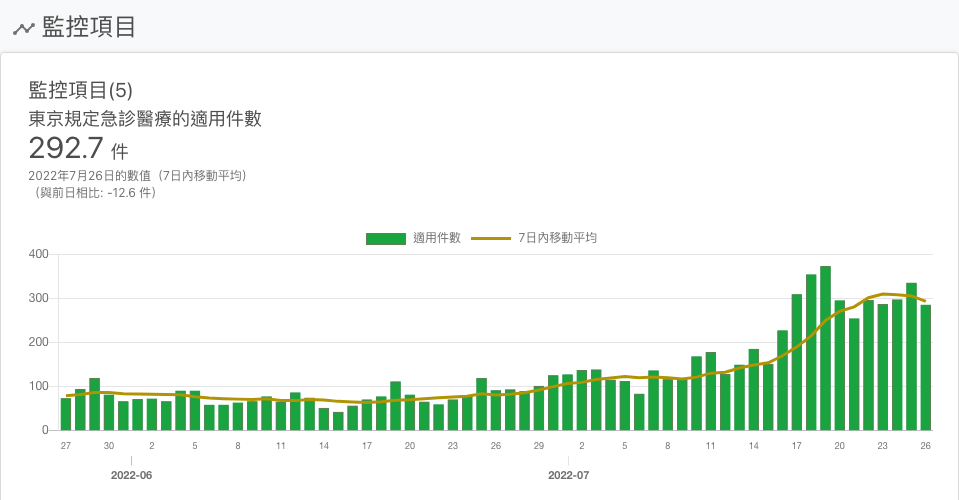 監控項目
監控項目(5)
東京規定急診醫療的適用件數
292.7 件
2022年7月26日的數值（7日內移動平均）
（與前日相比: -12.6 件）
適用件數 7日內移動平均
400
300
200
100
0
27 30 2 5 8 11 14 17 20 23 26 29 2 5 8 11 14 17 20 23 26
2022-06 2022-07